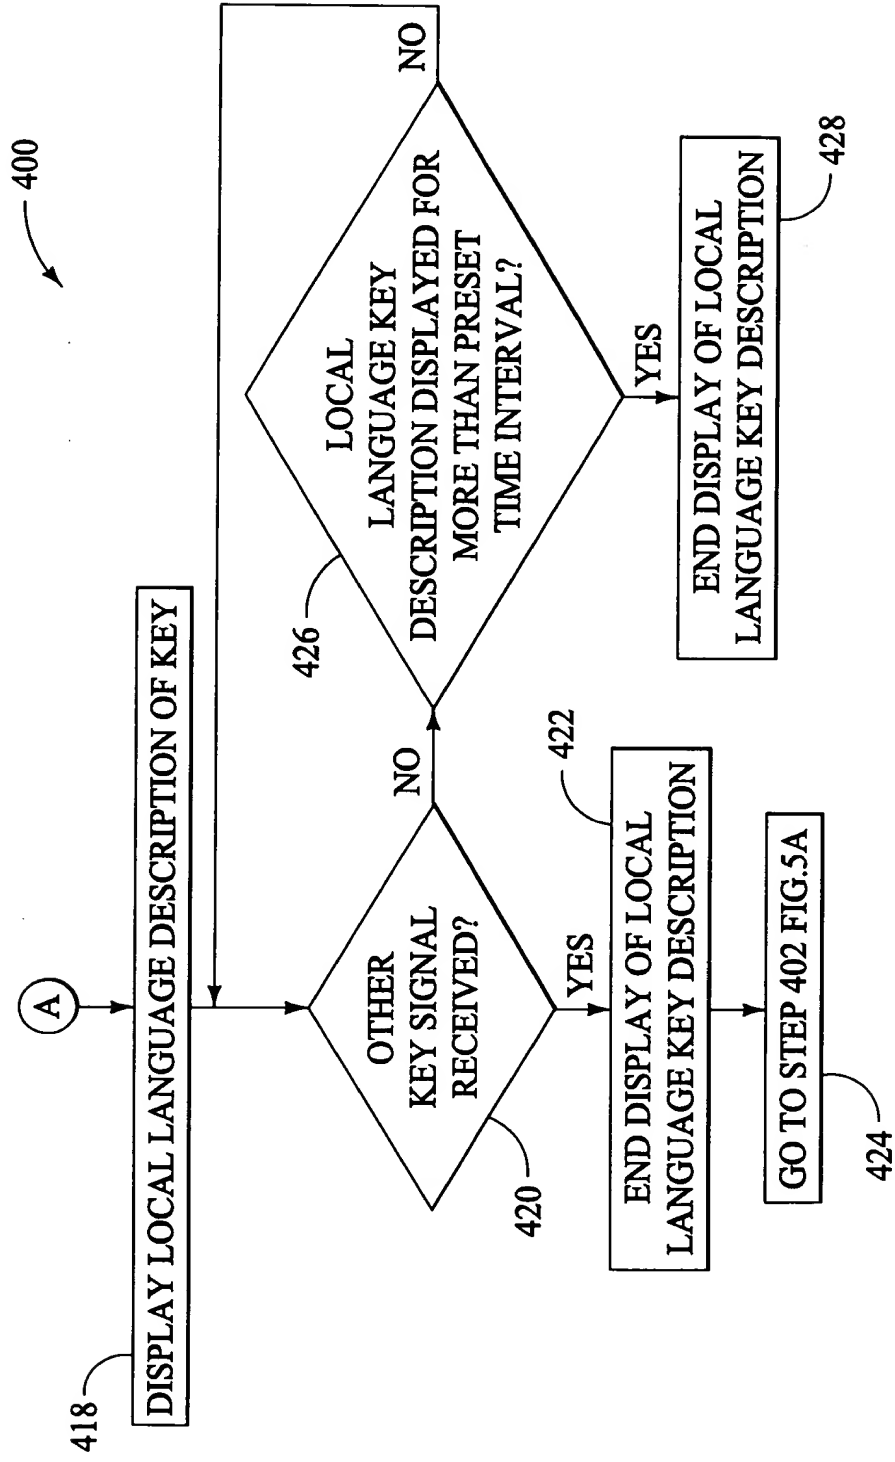 400
A
418
DISPLAY LOCAL LANGUAGE DESCRIPTION OF KEY
OTHER
KEY SIGNAL
RECEIVED?
420
NO
YES
LOCAL
LANGUAGE KEY
DESCRIPTION DISPLAYED FOR
MORE THAN PRESET
TIME INTERVAL?
426
NO
YES
END DISPLAY OF LOCAL
LANGUAGE KEY DESCRIPTION
422
END DISPLAY OF LOCAL
LANGUAGE KEY DESCRIPTION
428
GO TO STEP 402 FIG.5A
424